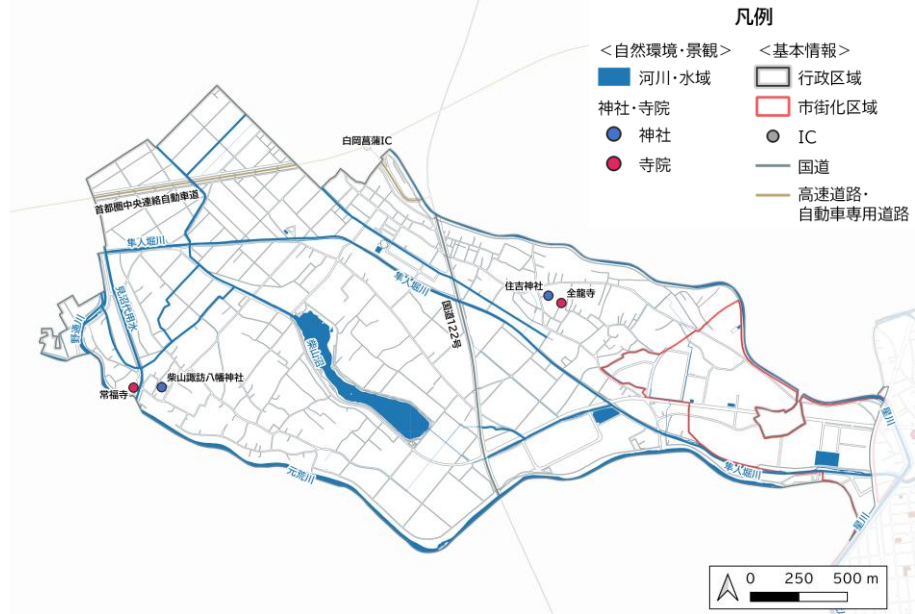 凡例
＜自然環境・景観＞
河川・水域
神社・寺院
神社
寺院
＜基本情報＞
行政区域
市街化区域
IC
国道
高速道路・
自動車専用道路
白岡菖蒲IC
首都圏中央連絡自動車道
隼人堀川
見沼代用水
野通川
隼人堀川
住吉神社
全龍寺
国道122号
柴山沼
柴山諏訪八幡神社
常福寺
元荒川
星川
隼人堀川
星川
0 250 500 m